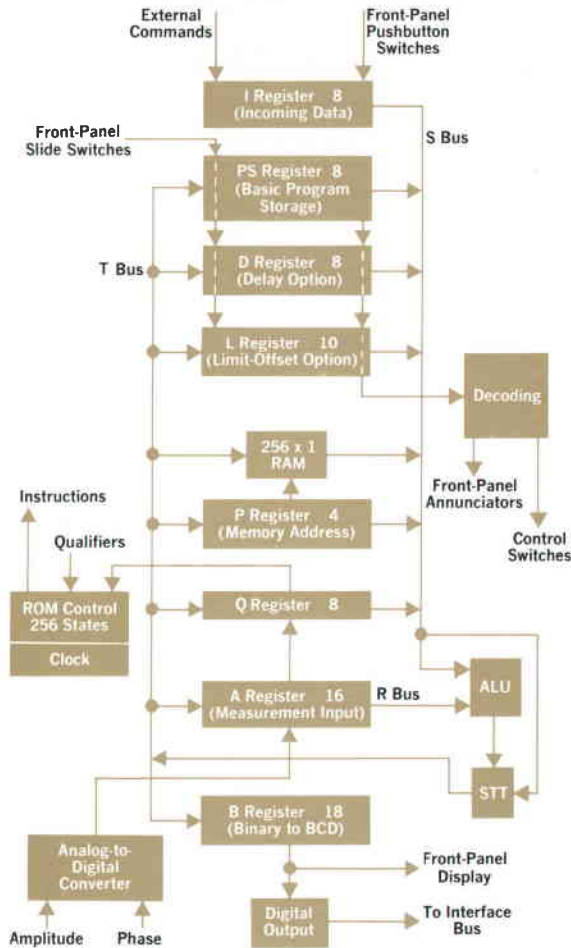 External
Commands
Front-Panel
Pushbutton
Switches
I Register 8
(Incoming Data)
Front-Panel
Slide Switches
S Bus
PS Register 8
(Basic Program
Storage)
T Bus
D Register 8
(Delay Option)
L Register 10
(Limit-Offset Option)
Decoding
256 x 1
RAM
Front-Panel
Annunciators
Instructions
P Register 4
(Memory Address)
Control
Switches
Qualifiers
ROM Control
256 States
Q Register 8
Clock
A Register 16
(Measurement Input)
R Bus
ALU
STT
B Register 18
(Binary to BCD)
Analog-to-
Digital
Converter
Front-Panel
Display
Digital
Output
To Interface
Bus
Amplitude
Phase